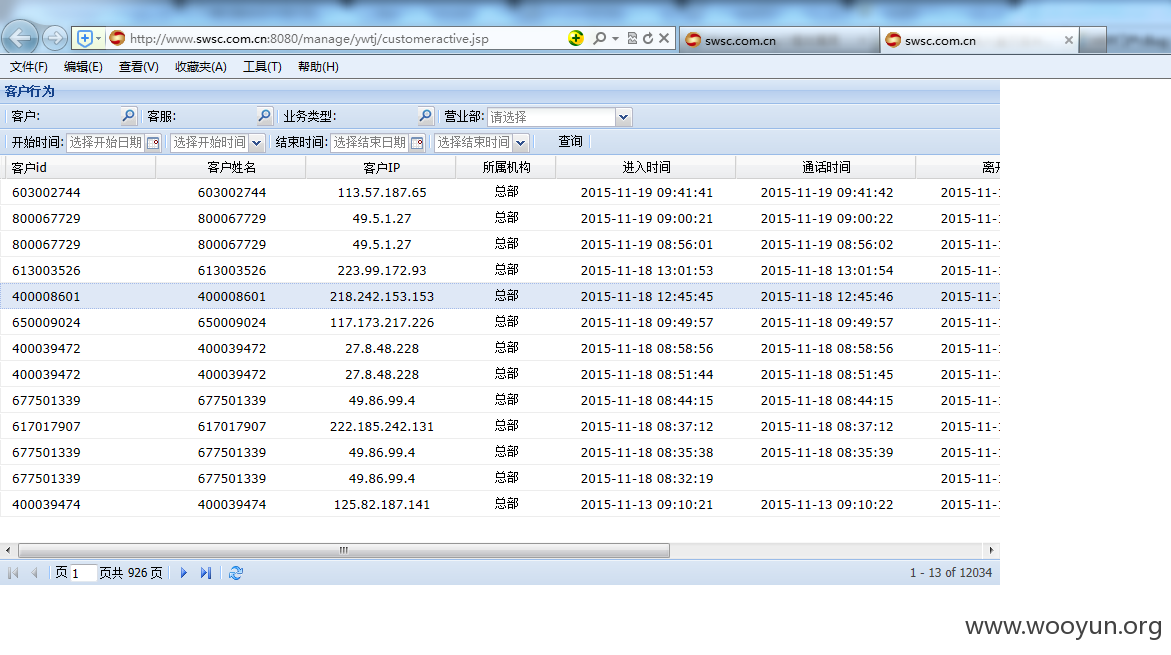 http://www.swsc.com.cn:8080/manage/ywtj/customeractive.jsp swsc.com.cn swsc.com.cn
文件(F) 编辑(E) 查看(V) 收藏夹(A) 工具(T) 帮助(H)
客户行为
客户: 客服: 业务类型: 营业部: 请选择
开始时间: 选择开始日期 选择开始时间 结束时间: 选择结束日期 选择结束时间 查询
客户id 客户姓名 客户IP 所属机构 进入时间 通话时间 离开
603002744 603002744 113.57.187.65 总部 2015-11-19 09:41:41 2015-11-19 09:41:42 2015-11-
800067729 800067729 49.5.1.27 总部 2015-11-19 09:00:21 2015-11-19 09:00:22 2015-11-
800067729 800067729 49.5.1.27 总部 2015-11-19 08:56:01 2015-11-19 08:56:02 2015-11-
613003526 613003526 223.99.172.93 总部 2015-11-18 13:01:53 2015-11-18 13:01:54 2015-11-
400008601 400008601 218.242.153.153 总部 2015-11-18 12:45:45 2015-11-18 12:45:46 2015-11-
650009024 650009024 117.173.217.226 总部 2015-11-18 09:49:57 2015-11-18 09:49:57 2015-11-
400039472 400039472 27.8.48.228 总部 2015-11-18 08:58:56 2015-11-18 08:58:56 2015-11-
400039472 400039472 27.8.48.228 总部 2015-11-18 08:51:44 2015-11-18 08:51:45 2015-11-
677501339 677501339 49.86.99.4 总部 2015-11-18 08:44:15 2015-11-18 08:44:15 2015-11-
617017907 617017907 222.185.242.131 总部 2015-11-18 08:37:12 2015-11-18 08:37:12 2015-11-
677501339 677501339 49.86.99.4 总部 2015-11-18 08:35:38 2015-11-18 08:35:39 2015-11-
677501339 677501339 49.86.99.4 总部 2015-11-18 08:32:19 2015-11-
400039474 400039474 125.82.187.141 总部 2015-11-13 09:10:21 2015-11-13 09:10:22 2015-11-
页 1 页共 926 页 1 - 13 of 12034
www.wooyun.org